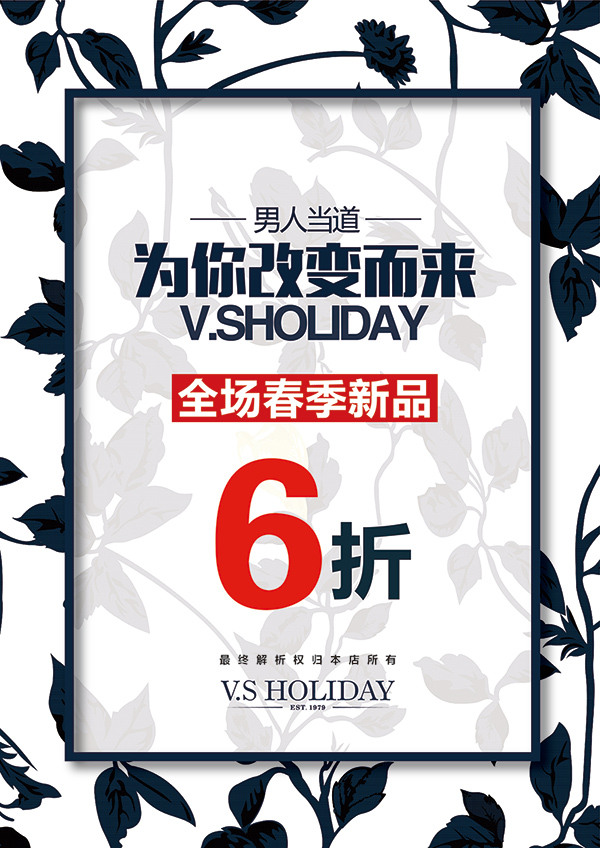 男人当道
为你改变而来
V.SHOLIDAY
全场春季新品
6折
最终解析权归本店所有
V.S HOLIDAY
EST. 1979